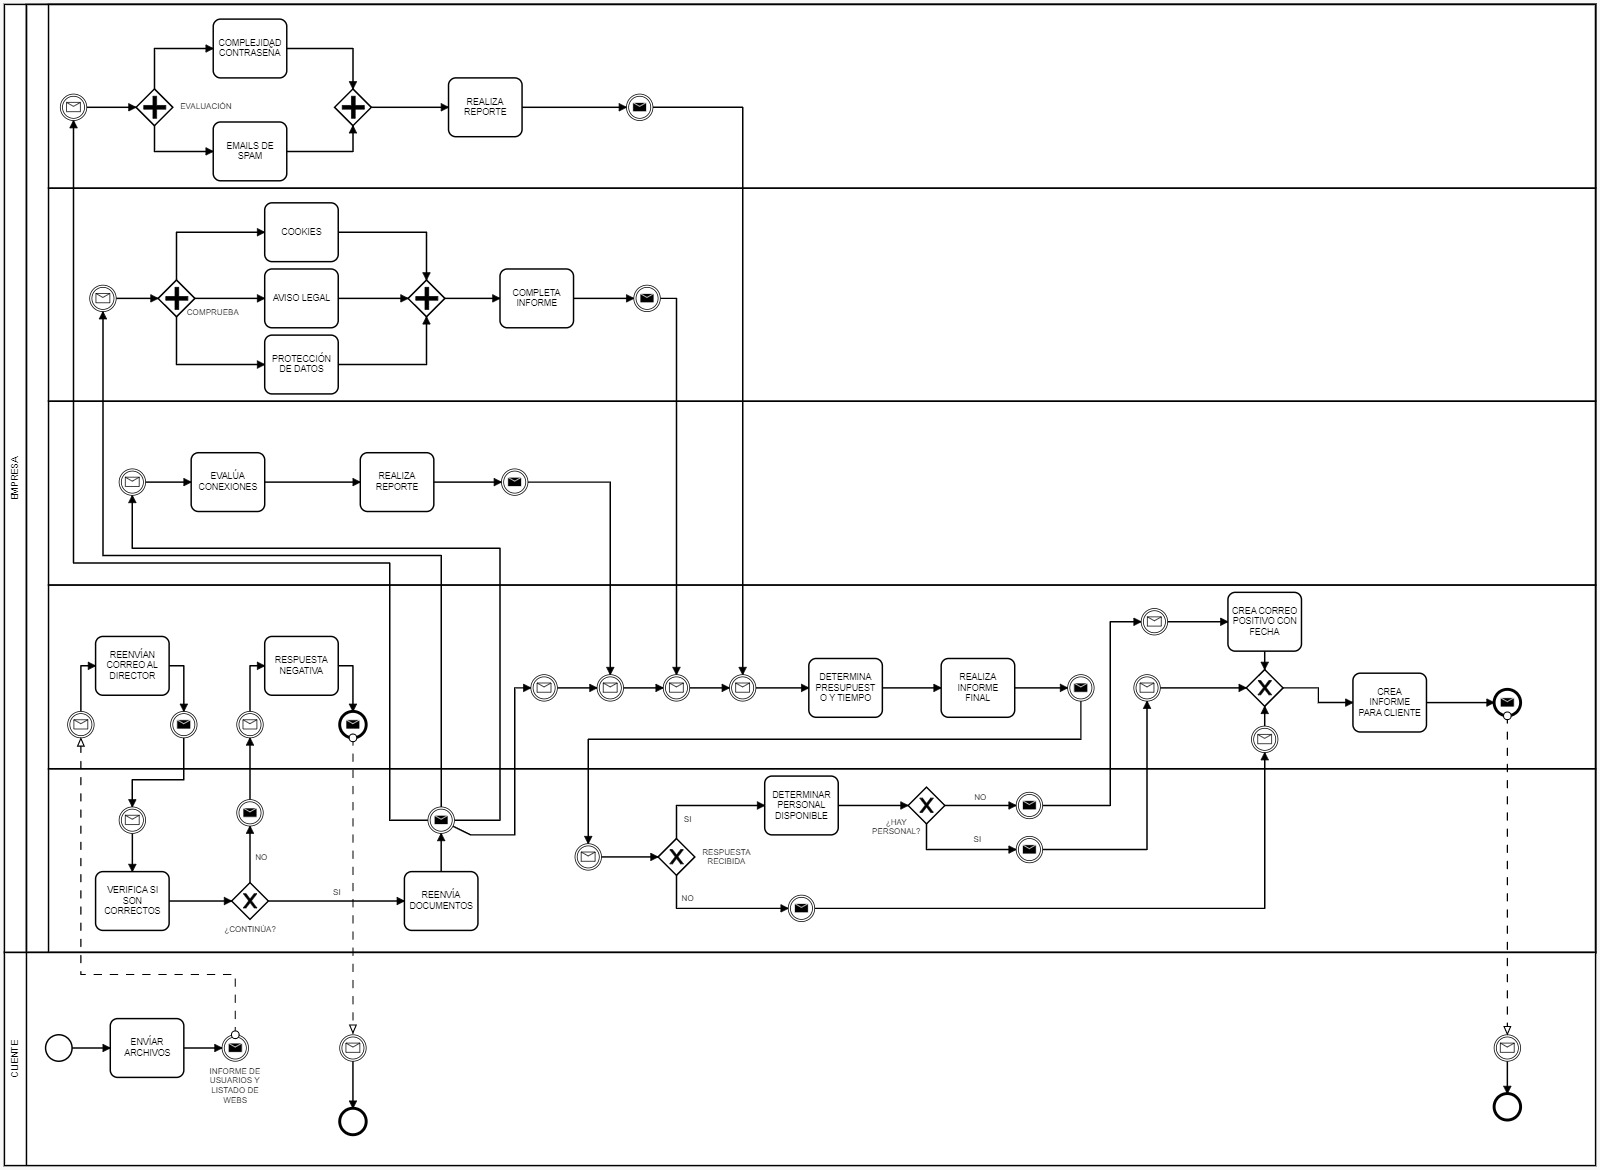 COMPLEJIDAD
CONTRASEÑA
EVALUACIÓN
EMAILS DE
SPAM
REALIZA
REPORTE
COOKIES
AVISO LEGAL
COMPRUEBA
PROTECCIÓN
DE DATOS
COMPLETA
INFORME
EMPRESA
EVALÚA
CONEXIONES
REALIZA
REPORTE
REENVÍAN
CORREO AL
DIRECTOR
RESPUESTA
NEGATIVA
DETERMINA
PRESUPUEST
O Y TIEMPO
REALIZA
INFORME
FINAL
CREA CORREO
POSITIVO CON
FECHA
CREA
INFORME
PARA CLIENTE
VERIFICA SI
SON
CORRECTOS
NO
¿CONTINÚA?
SI
REENVÍA
DOCUMENTOS
SI
RESPUESTA
RECIBIDA
NO
DETERMINAR
PERSONAL
DISPONIBLE
¿HAY
PERSONAL?
NO
SI
CLIENTE
ENVÍAR
ARCHIVOS
INFORME DE
USUARIOS Y
LISTADO DE
WEBS